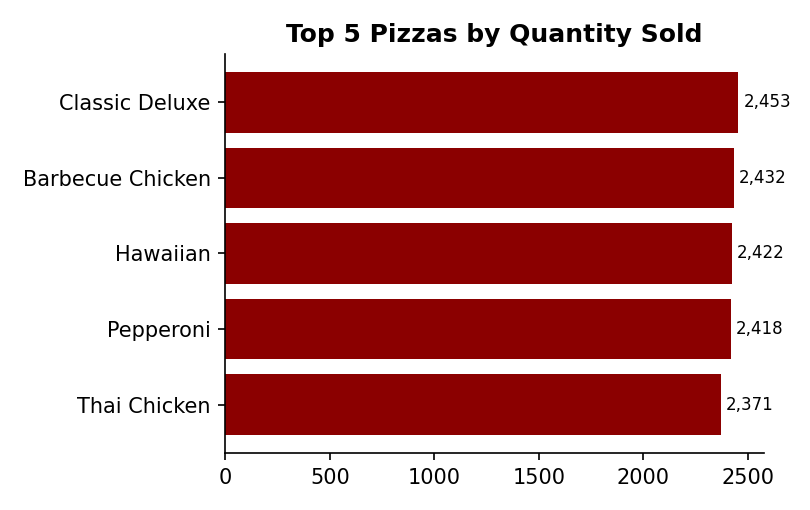 Top 5 Pizzas by Quantity Sold
Classic Deluxe 2,453
Barbecue Chicken 2,432
Hawaiian 2,422
Pepperoni 2,418
Thai Chicken 2,371
0 500 1000 1500 2000 2500